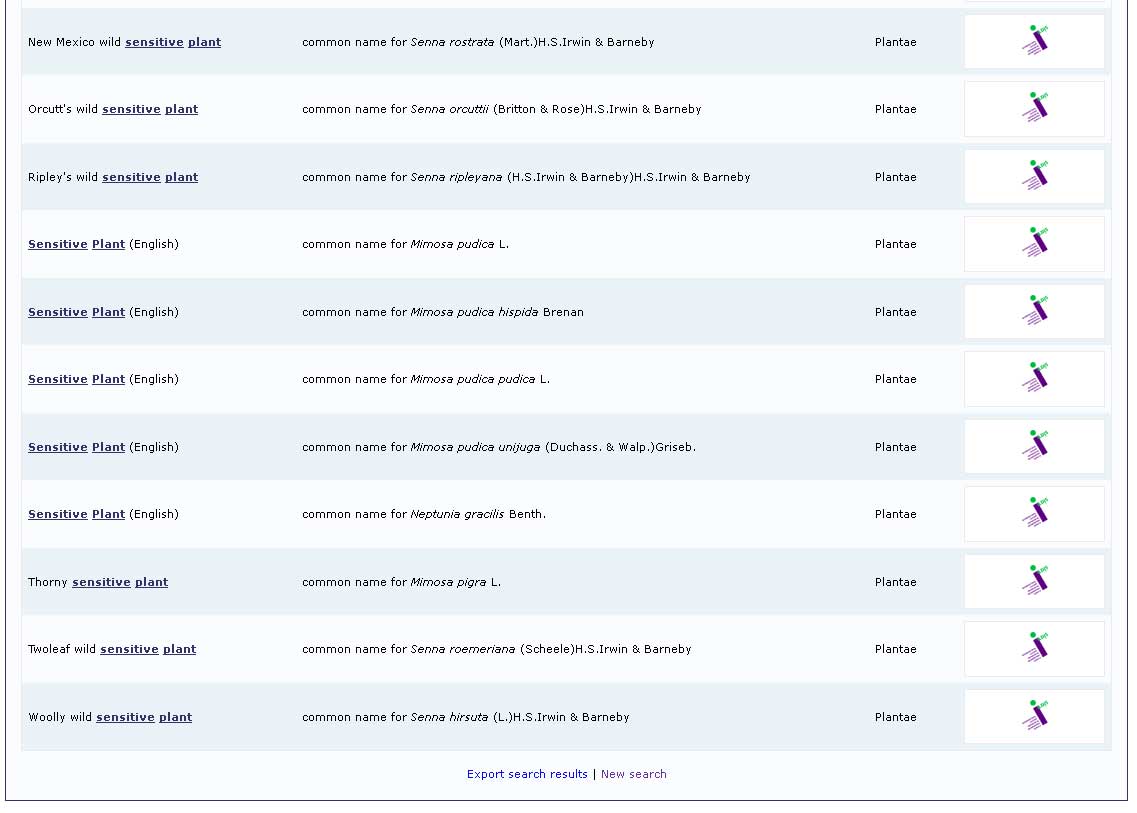 New Mexico wild sensitive plant common name for Senna rostrata (Mart.)H.S.Irwin & Barneby Plantae
Orcutt's wild sensitive plant common name for Senna orcuttii (Britton & Rose)H.S.Irwin & Barneby Plantae
Ripley's wild sensitive plant common name for Senna ripleyana (H.S.Irwin & Barneby)H.S.Irwin & Barneby Plantae
Sensitive Plant (English) common name for Mimosa pudica L. Plantae
Sensitive Plant (English) common name for Mimosa pudica hispida Brenan Plantae
Sensitive Plant (English) common name for Mimosa pudica pudica L. Plantae
Sensitive Plant (English) common name for Mimosa pudica unijuga (Duchass. & Walp.)Griseb. Plantae
Sensitive Plant (English) common name for Neptunia gracilis Benth. Plantae
Thorny sensitive plant common name for Mimosa pigra L. Plantae
Twoleaf wild sensitive plant common name for Senna roemeriana (Scheele)H.S.Irwin & Barneby Plantae
Woolly wild sensitive plant common name for Senna hirsuta (L.)H.S.Irwin & Barneby Plantae
Export search results | New search